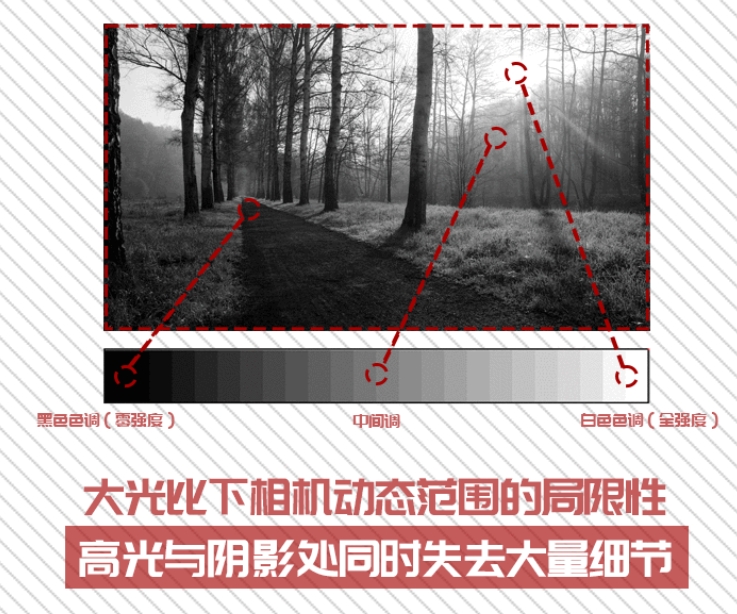 黑色色调（零强度） 中间调 白色色调（全强度）
大光比下相机动态范围的局限性
高光与阴影处同时失去大量细节